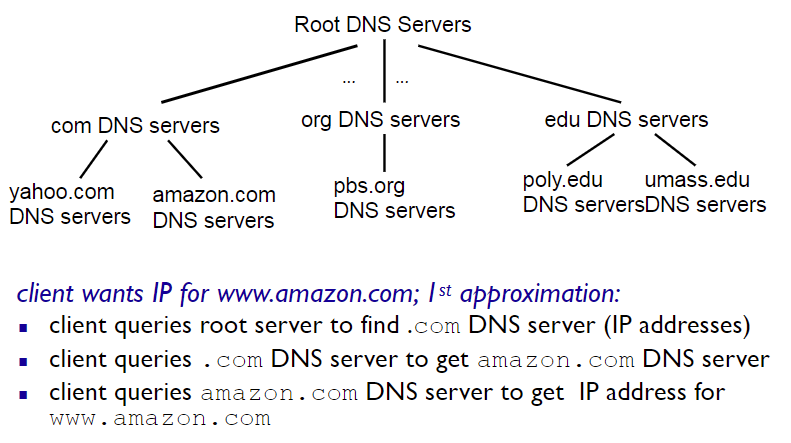 Root DNS Servers
... ...
com DNS servers org DNS servers edu DNS servers
yahoo.com amazon.com pbs.org poly.edu umass.edu
DNS servers DNS servers DNS servers DNS servers DNS servers
client wants IP for www.amazon.com; 1st approximation:
▪ client queries root server to find .com DNS server (IP addresses)
▪ client queries .com DNS server to get amazon.com DNS server
▪ client queries amazon.com DNS server to get IP address for
www.amazon.com